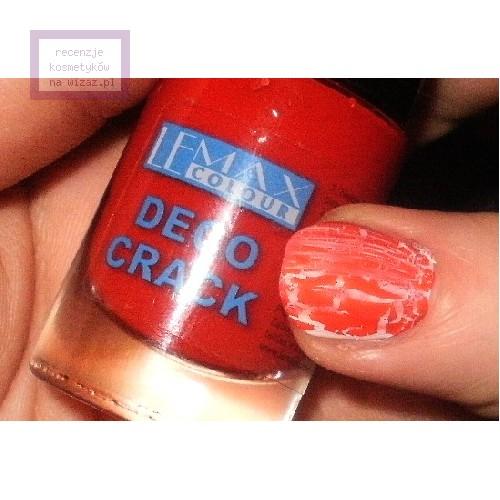 recenzje
kosmetyków
na wizaz.pl
LEMAX
COLOUR
DECO
CRACK